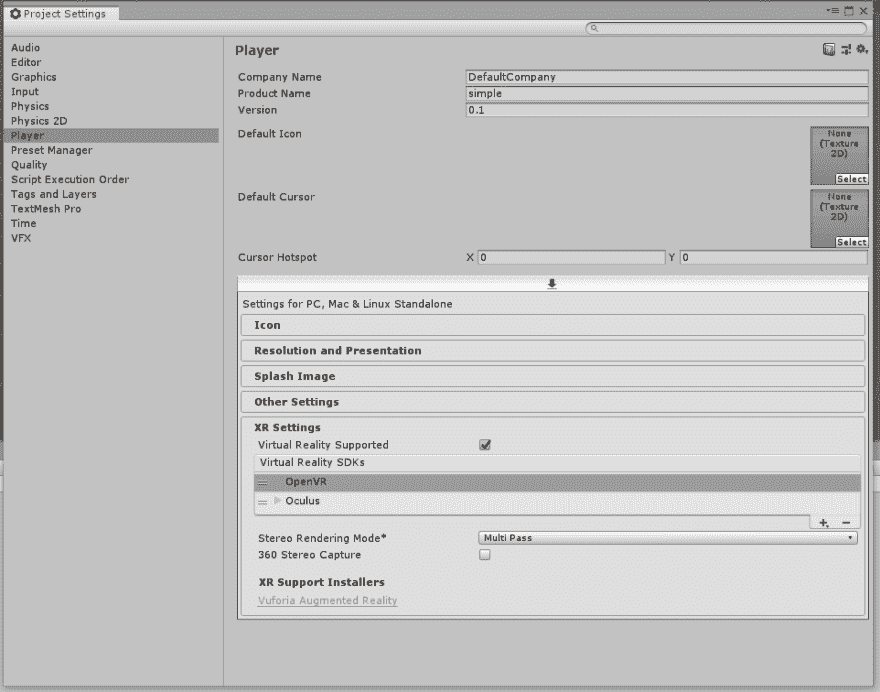 Project Settings
Audio
Editor
Graphics
Input
Physics
Physics 2D
Player
Preset Manager
Quality
Script Execution Order
Tags and Layers
TextMesh Pro
Time
VFX
Player
Company Name DefaultCompany
Product Name simple
Version 0.1
Default Icon
None
(Texture
2D)
Select
Default Cursor
None
(Texture
2D)
Select
Cursor Hotspot X 0 Y 0
Settings for PC, Mac & Linux Standalone
Icon
Resolution and Presentation
Splash Image
Other Settings
XR Settings
Virtual Reality Supported
Virtual Reality SDKs
OpenVR
Oculus
Stereo Rendering Mode* Multi Pass
360 Stereo Capture
XR Support Installers
Vuforia Augmented Reality